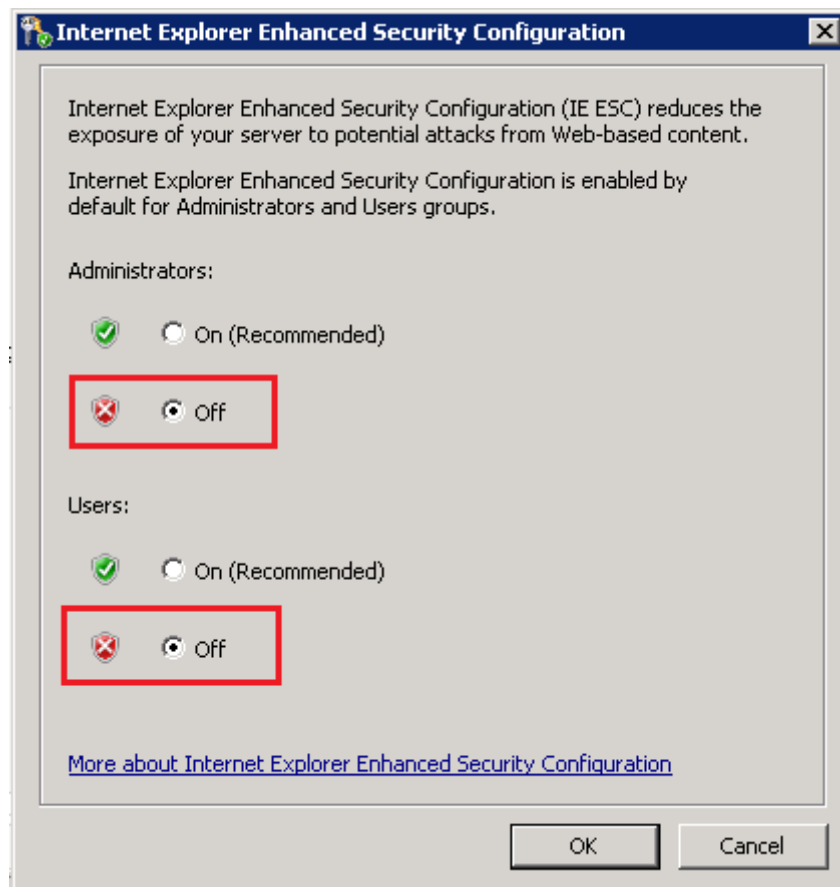 Internet Explorer Enhanced Security Configuration
Internet Explorer Enhanced Security Configuration (IE ESC) reduces the
exposure of your server to potential attacks from Web-based content.
Internet Explorer Enhanced Security Configuration is enabled by
default for Administrators and Users groups.
Administrators:
On (Recommended)
Off
Users:
On (Recommended)
Off
More about Internet Explorer Enhanced Security Configuration
OK
Cancel